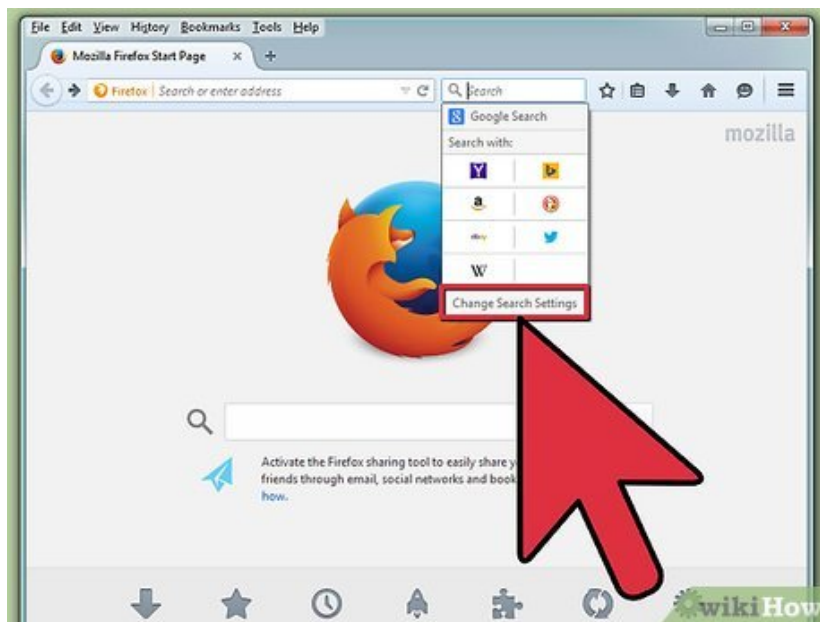 File Edit View History Bookmarks Tools Help
Mozilla Firefox Start Page
Firefox Search or enter address
Search
Google Search
mozilla
Search with:
Y
b
a
ebay
W
Change Search Settings
Activate the Firefox sharing tool to easily share
friends through email, social networks and
how.
wikiHow